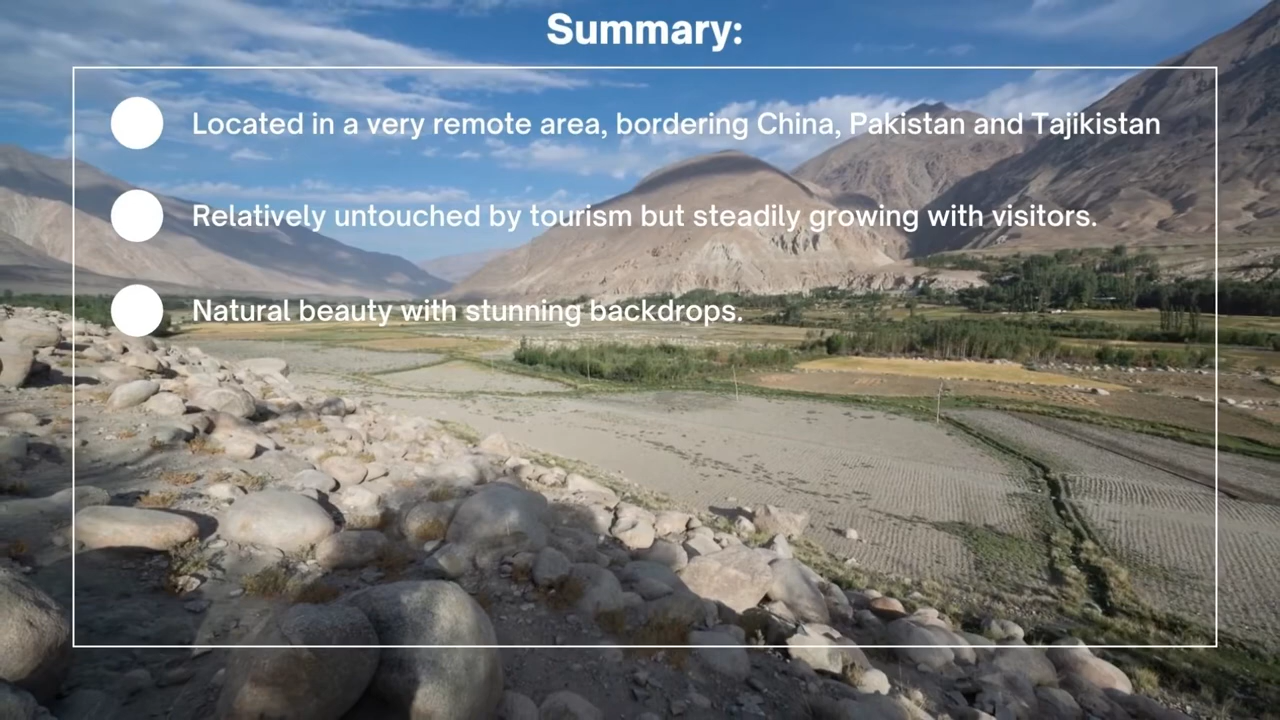 Summary:
Located in a very remote area, bordering China, Pakistan and Tajikistan
Relatively untouched by tourism but steadily growing with visitors.
Natural beauty with stunning backdrops.